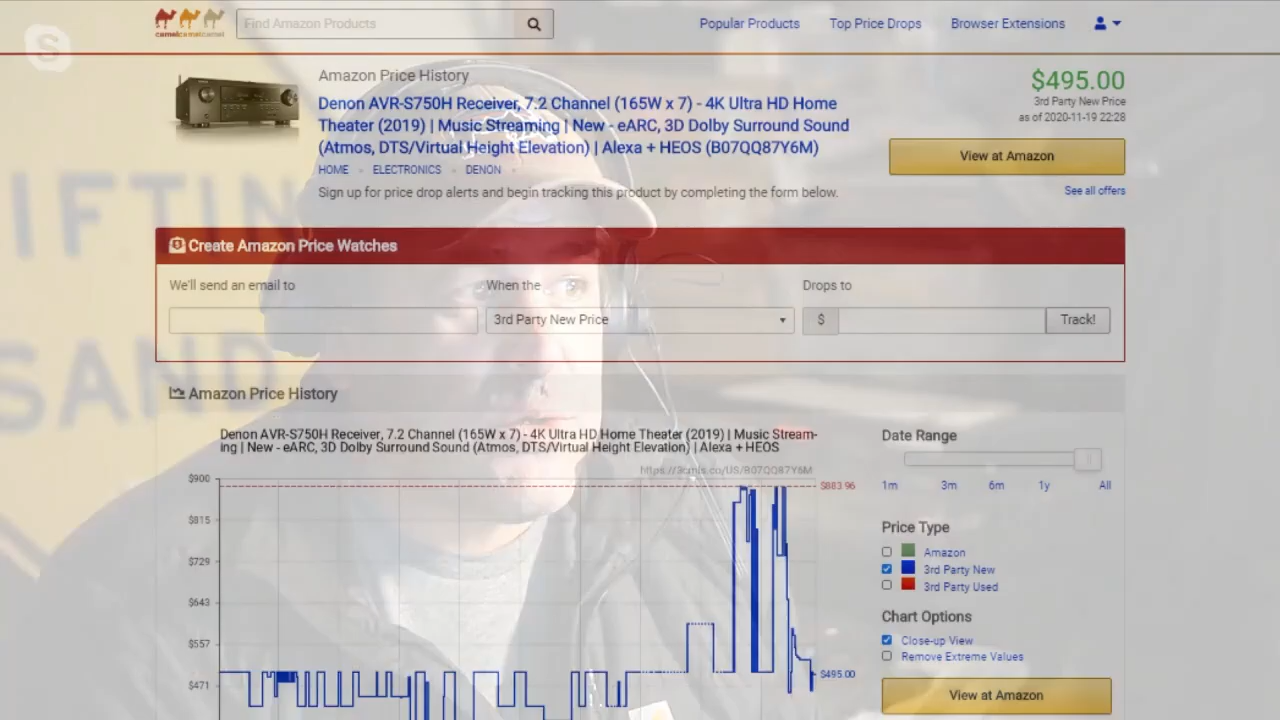 S
camelcamelcamel
Find Amazon Products
Popular Products
Top Price Drops
Browser Extensions
Amazon Price History
Denon AVR-S750H Receiver, 7.2 Channel (165W x 7) - 4K Ultra HD Home
Theater (2019) | Music Streaming | New - eARC, 3D Dolby Surround Sound
(Atmos, DTS/Virtual Height Elevation) | Alexa + HEOS (B07QQ87Y6M)
HOME
ELECTRONICS
DENON
Sign up for price drop alerts and begin tracking this product by completing the form below.
$495.00
3rd Party New Price
as of 2020-11-19 22:28
View at Amazon
See all offers
IFTIN
SAND
Create Amazon Price Watches
We'll send an email to
When the
Drops to
3rd Party New Price
$
Track!
Amazon Price History
Denon AVR-S750H Receiver, 7.2 Channel (165W x 7) - 4K Ultra HD Home Theater (2019) | Music Stream-
ing | New - eARC, 3D Dolby Surround Sound (Atmos, DTS/Virtual Height Elevation) | Alexa + HEOS
https://3cmls.co/US/B07QQ87Y6M
$900
$883.96
$815
$729
$643
$557
$471
$495.00
Date Range
1m
3m
6m
1y
All
Price Type
Amazon
3rd Party New
3rd Party Used
Chart Options
Close-up View
Remove Extreme Values
View at Amazon